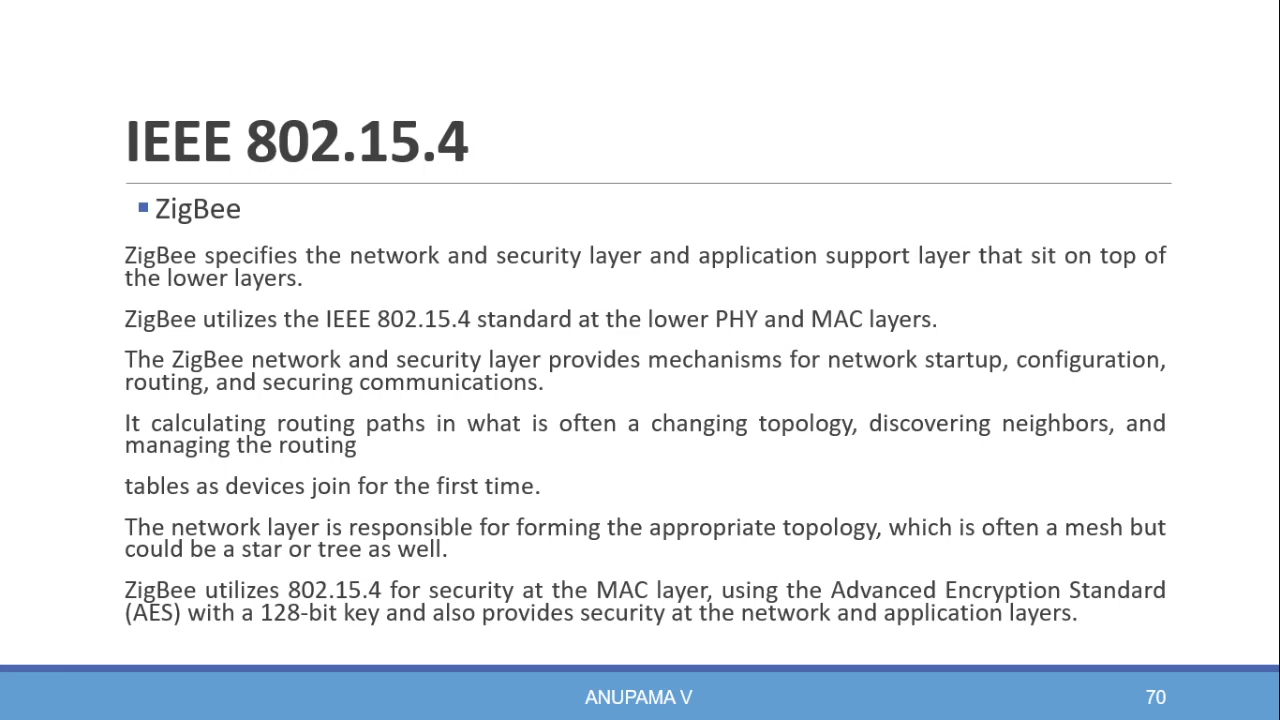 IEEE 802.15.4
▪ ZigBee
ZigBee specifies the network and security layer and application support layer that sit on top of
the lower layers.
ZigBee utilizes the IEEE 802.15.4 standard at the lower PHY and MAC layers.
The ZigBee network and security layer provides mechanisms for network startup, configuration,
routing, and securing communications.
It calculating routing paths in what is often a changing topology, discovering neighbors, and
managing the routing
tables as devices join for the first time.
The network layer is responsible for forming the appropriate topology, which is often a mesh but
could be a star or tree as well.
ZigBee utilizes 802.15.4 for security at the MAC layer, using the Advanced Encryption Standard
(AES) with a 128-bit key and also provides security at the network and application layers.
ANUPAMA V
70